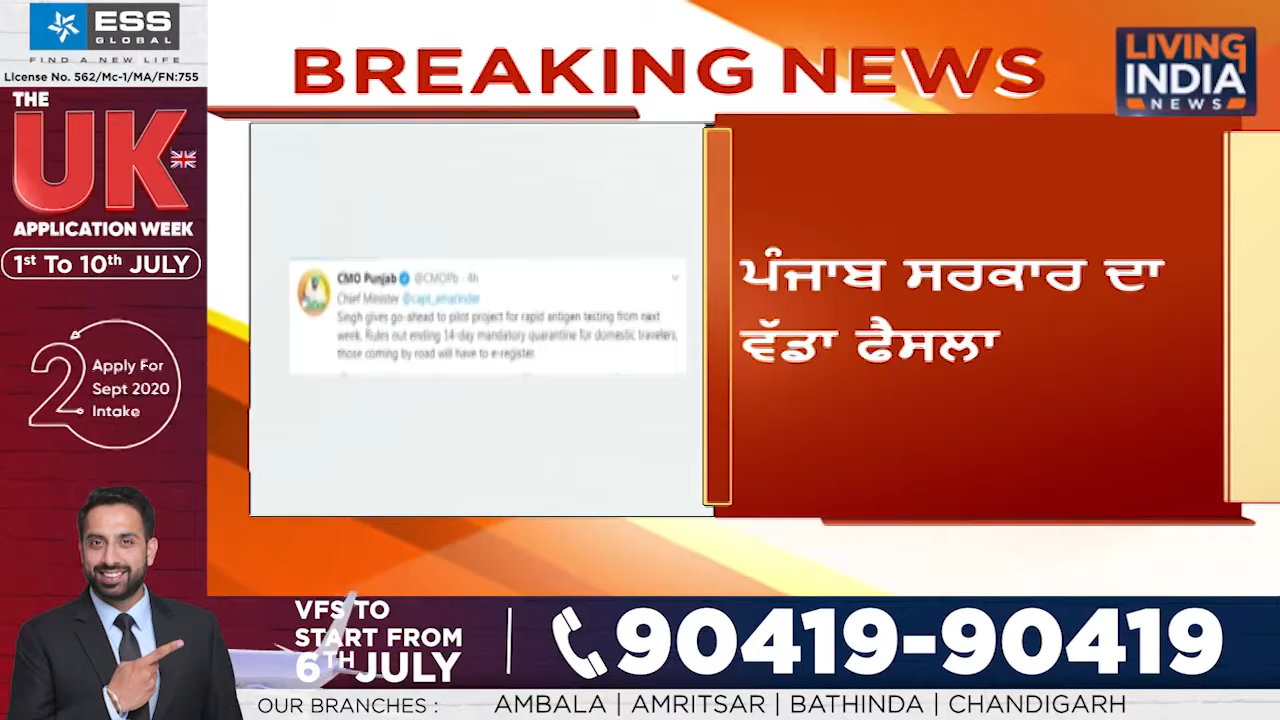 ESS
GLOBAL
FIND A NEW LIFE
License No. 562/Mc-1/MA/FN:755
THE
UK
APPLICATION WEEK
1st To 10th JULY
2
Apply For
Sept 2020
Intake
BREAKING NEWS
LIVING
INDIA
NEWS
CMO Punjab @CMOPb · 4h
Chief Minister @capt_amarinder
Singh gives go-ahead to pilot project for rapid antigen testing from next
week. Rules out ending 14-day mandatory quarantine for domestic travelers,
those coming by road will have to e-register.
ਪੰਜਾਬ ਸਰਕਾਰ ਦਾ
ਵੱਡਾ ਫੈਸਲਾ
VFS TO
START FROM
6TH JULY
90419-90419
OUR BRANCHES : AMBALA | AMRITSAR | BATHINDA | CHANDIGARH